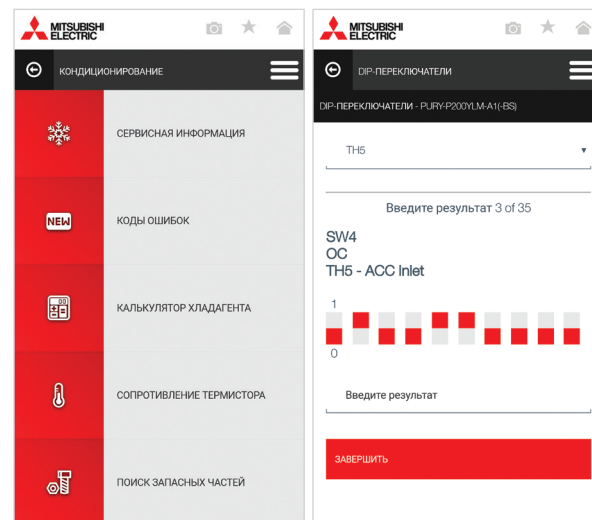 MITSUBISHI
ELECTRIC
КОНДИЦИОНИРОВАНИЕ
СЕРВИСНАЯ ИНФОРМАЦИЯ
NEW
КОДЫ ОШИБОК
КАЛЬКУЛЯТОР ХЛАДАГЕНТА
СОПРОТИВЛЕНИЕ ТЕРМИСТОРА
ПОИСК ЗАПАСНЫХ ЧАСТЕЙ
MITSUBISHI
ELECTRIC
DIP-ПЕРЕКЛЮЧАТЕЛИ
DIP-ПЕРЕКЛЮЧАТЕЛИ - PURY-P200YLM-A1(-BS)
TH5
Введите результат 3 of 35
SW4
OC
TH5 - ACC Inlet
1
0
Введите результат
ЗАВЕРШИТЬ